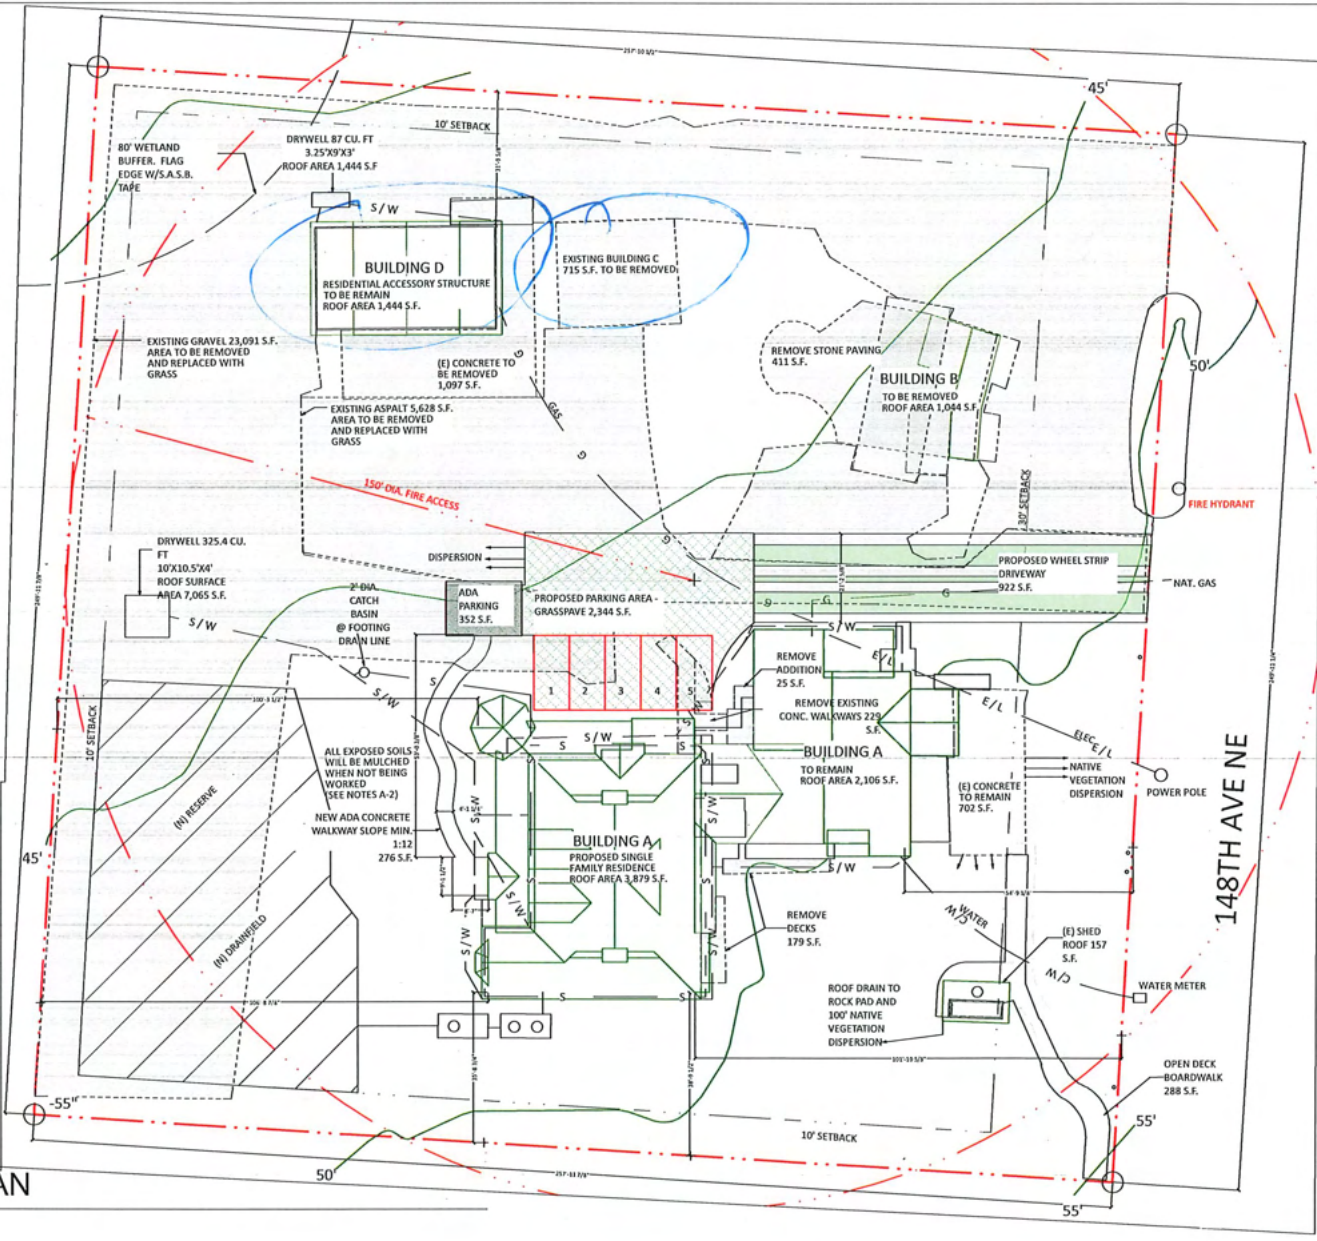 257'-10 1/2"
45'
10' SETBACK
80' WETLAND
BUFFER. FLAG
EDGE W/S.A.S.B.
TAPE
DRYWELL 87 CU. FT
3.25'X9'X3'
ROOF AREA 1,444 S.F
S/W
BUILDING D
RESIDENTIAL ACCESSORY STRUCTURE
TO BE REMAIN
ROOF AREA 1,444 S.F.
EXISTING BUILDING C
715 S.F. TO BE REMOVED
EXISTING GRAVEL 23,091 S.F.
AREA TO BE REMOVED
AND REPLACED WITH
GRASS
(E) CONCRETE TO
BE REMOVED
1,097 S.F.
G
REMOVE STONE PAVING
411 S.F.
BUILDING B
TO BE REMOVED
ROOF AREA 1,044 S.F.
50'
EXISTING ASPALT 5,628 S.F.
AREA TO BE REMOVED
AND REPLACED WITH
GRASS
GAS
G
150' DIA. FIRE ACCESS
30' SETBACK
FIRE HYDRANT
DRYWELL 325.4 CU.
FT
10'X10.5'X4'
ROOF SURFACE
AREA 7,065 S.F.
DISPERSION
G
PROPOSED WHEEL STRIP
DRIVEWAY
922 S.F.
NAT. GAS
2' DIA.
CATCH
BASIN
@ FOOTING
DRAIN LINE
ADA
PARKING
352 S.F.
PROPOSED PARKING AREA -
GRASSPAVE 2,344 S.F.
G
G
G
S/W
S/W
E/L
1
2
3
4
5
REMOVE
ADDITION
25 S.F.
S
S/W
REMOVE EXISTING
CONC. WALKWAYS 229
S.F.
E/L
10' SETBACK
S/W
S
S/W
S
ELEC
E/L
ALL EXPOSED SOILS
WILL BE MULCHED
WHEN NOT BEING
WORKED
(SEE NOTES A-2)
BUILDING A
TO REMAIN
ROOF AREA 2,106 S.F.
NATIVE
VEGETATION
DISPERSION
POWER POLE
(E) CONCRETE
TO REMAIN
702 S.F.
(N) RESERVE
NEW ADA CONCRETE
WALKWAY SLOPE MIN.
1:12
276 S.F.
S/W
S/W
BUILDING A
PROPOSED SINGLE
FAMILY RESIDENCE
ROOF AREA 3,879 S.F.
45'
S/W
148TH AVE NE
S
S
S/W
(N) DRAINFIELD
S/W
S/W
REMOVE
DECKS
179 S.F.
C/W
WATER
(E) SHED
ROOF 157
S.F.
C/W
WATER METER
ROOF DRAIN TO
ROCK PAD AND
100' NATIVE
VEGETATION
DISPERSION
S
S
OPEN DECK
BOARDWALK
288 S.F.
-55"
55'
10' SETBACK
50'
55'
AN